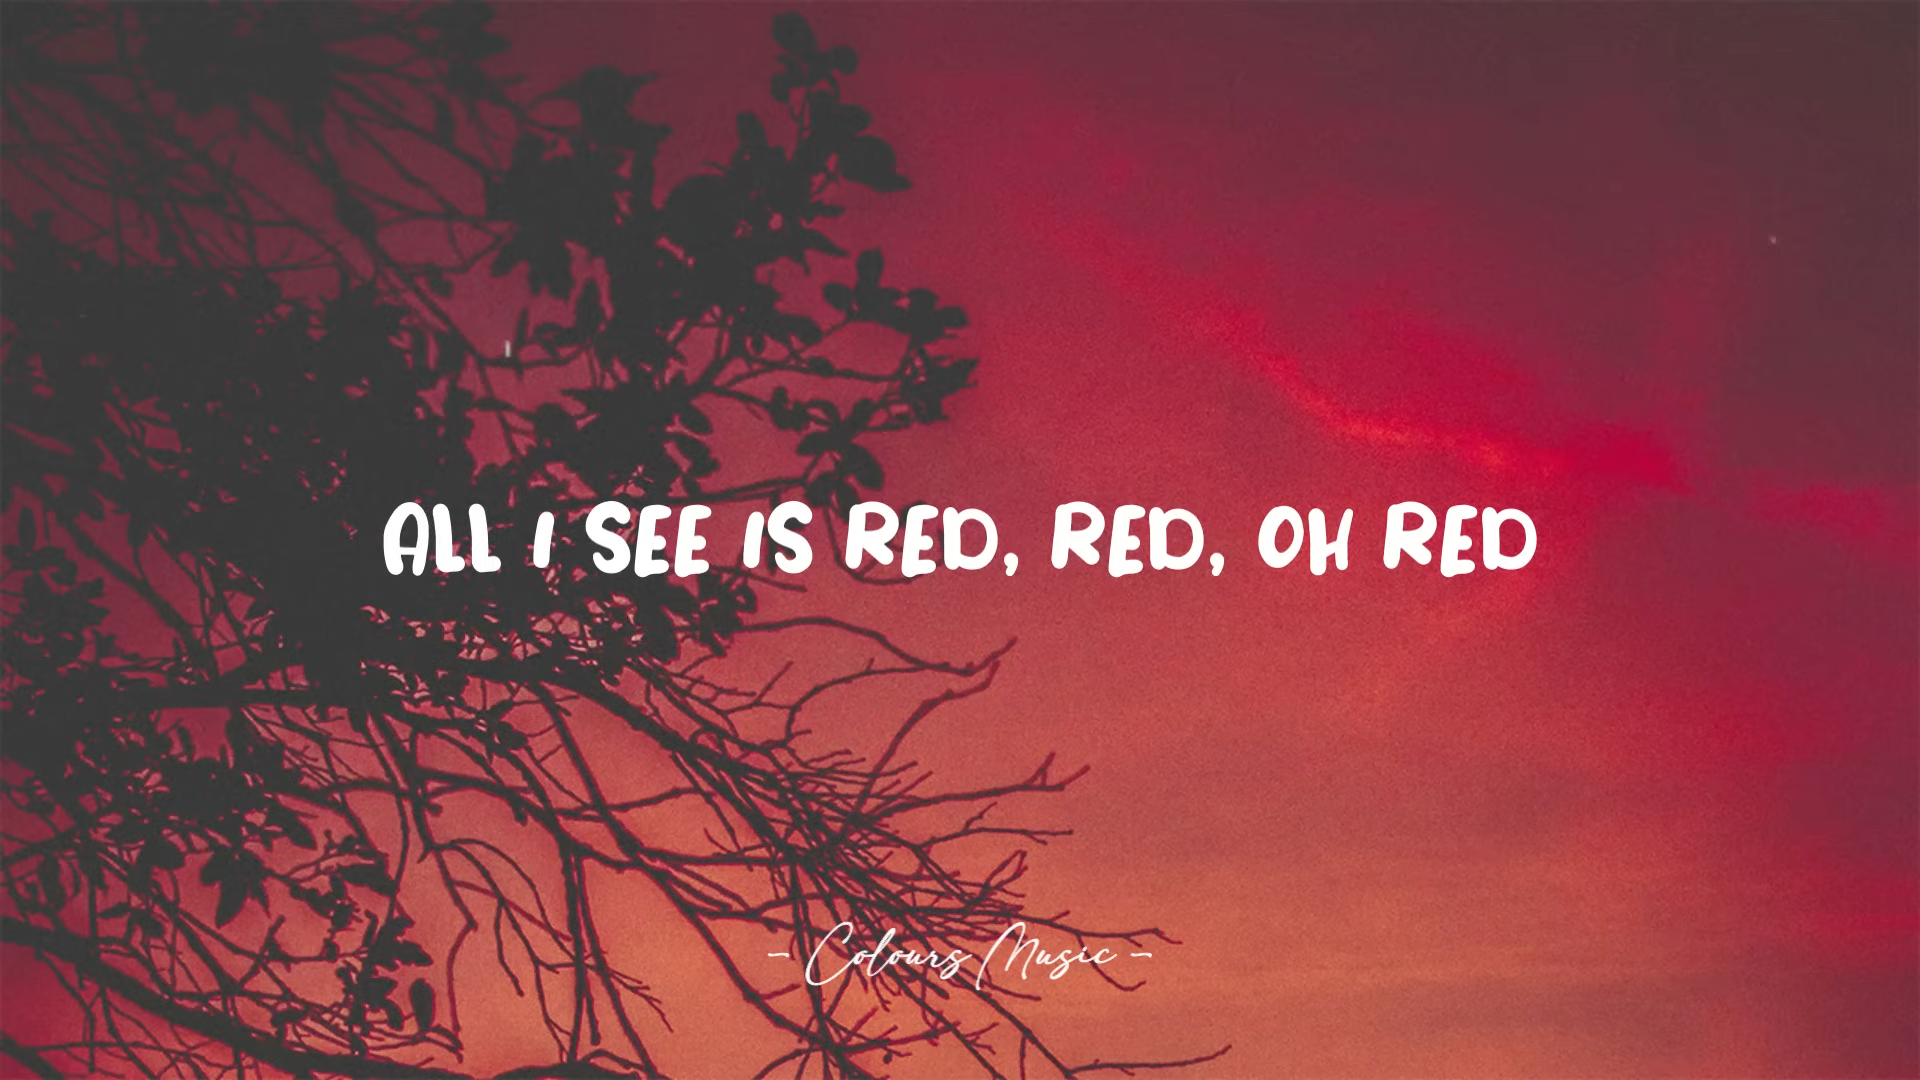 ALL I SEE IS RED, RED, OH RED
- Colours Music -